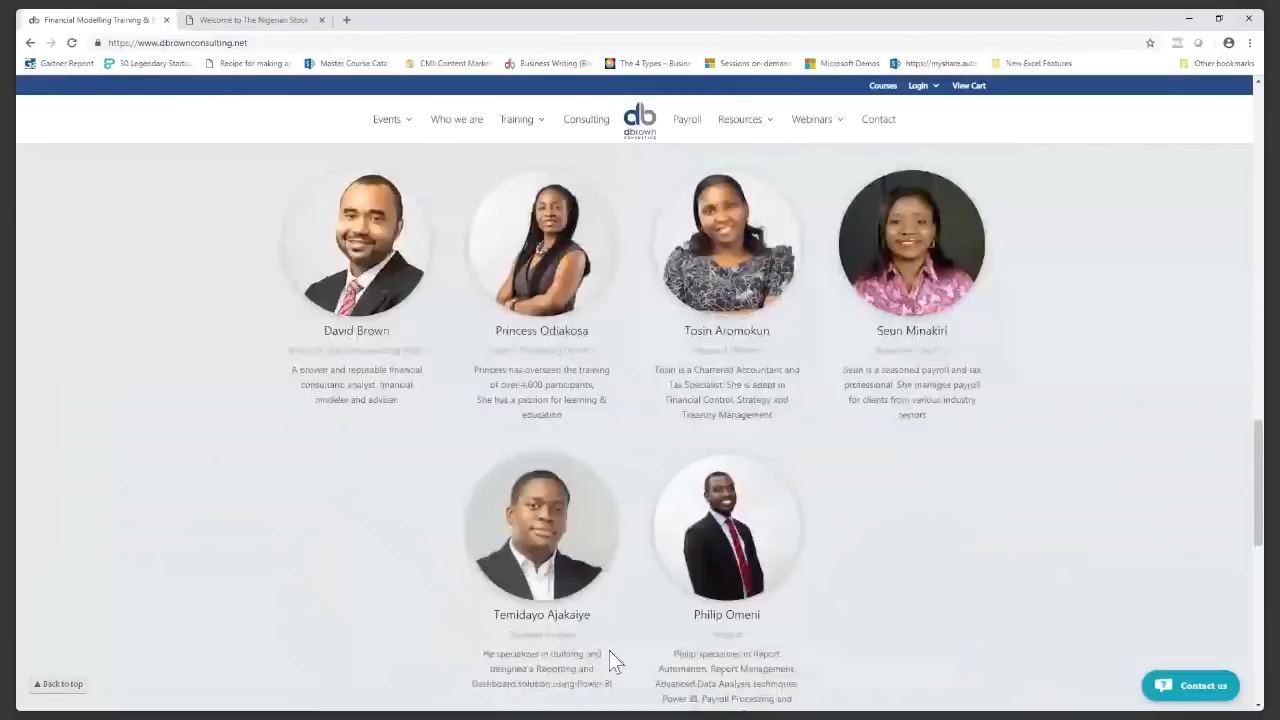 Financial Modelling Training & E
Welcome to The Nigerian Stock
https://www.dbrownconsulting.net
Gartner Reprint
30 Legendary Startu
Recipe for making a
Master Course Cata
CMI:Content Market
Business Writing (Bl
The 4 Types – Busin
Sessions on-demand
Microsoft Demos
https://myshare.auto
New Excel Features
Other bookmarks
Courses
Login
View Cart
Events
Who we are
Training
Consulting
db
dbrown
CONSULTING
Payroll
Resources
Webinars
Contact
David Brown
Princess Odiakosa
Tosin Aromokun
Seun Minakiri
A proven and reputable financial
consultant, analyst, financial
modeler and adviser.
Princess has overseen the training
of over 4,600 participants.
She has a passion for learning &
education
Tosin is a Chartered Accountant and
Tax Specialist. She is adept in
Financial Control, Strategy and
Treasury Management
Seun is a seasoned payroll and tax
professional. She manages payroll
for clients from various industry
sectors.
Temidayo Ajakaiye
Philip Omeni
He specializes in building and
designed a Reporting and
Dashboard solution using Power BI
Philip specializes in Report
Automation, Report Management,
Advanced Data Analysis techniques,
Power BI, Payroll Processing and
Back to top
Contact us